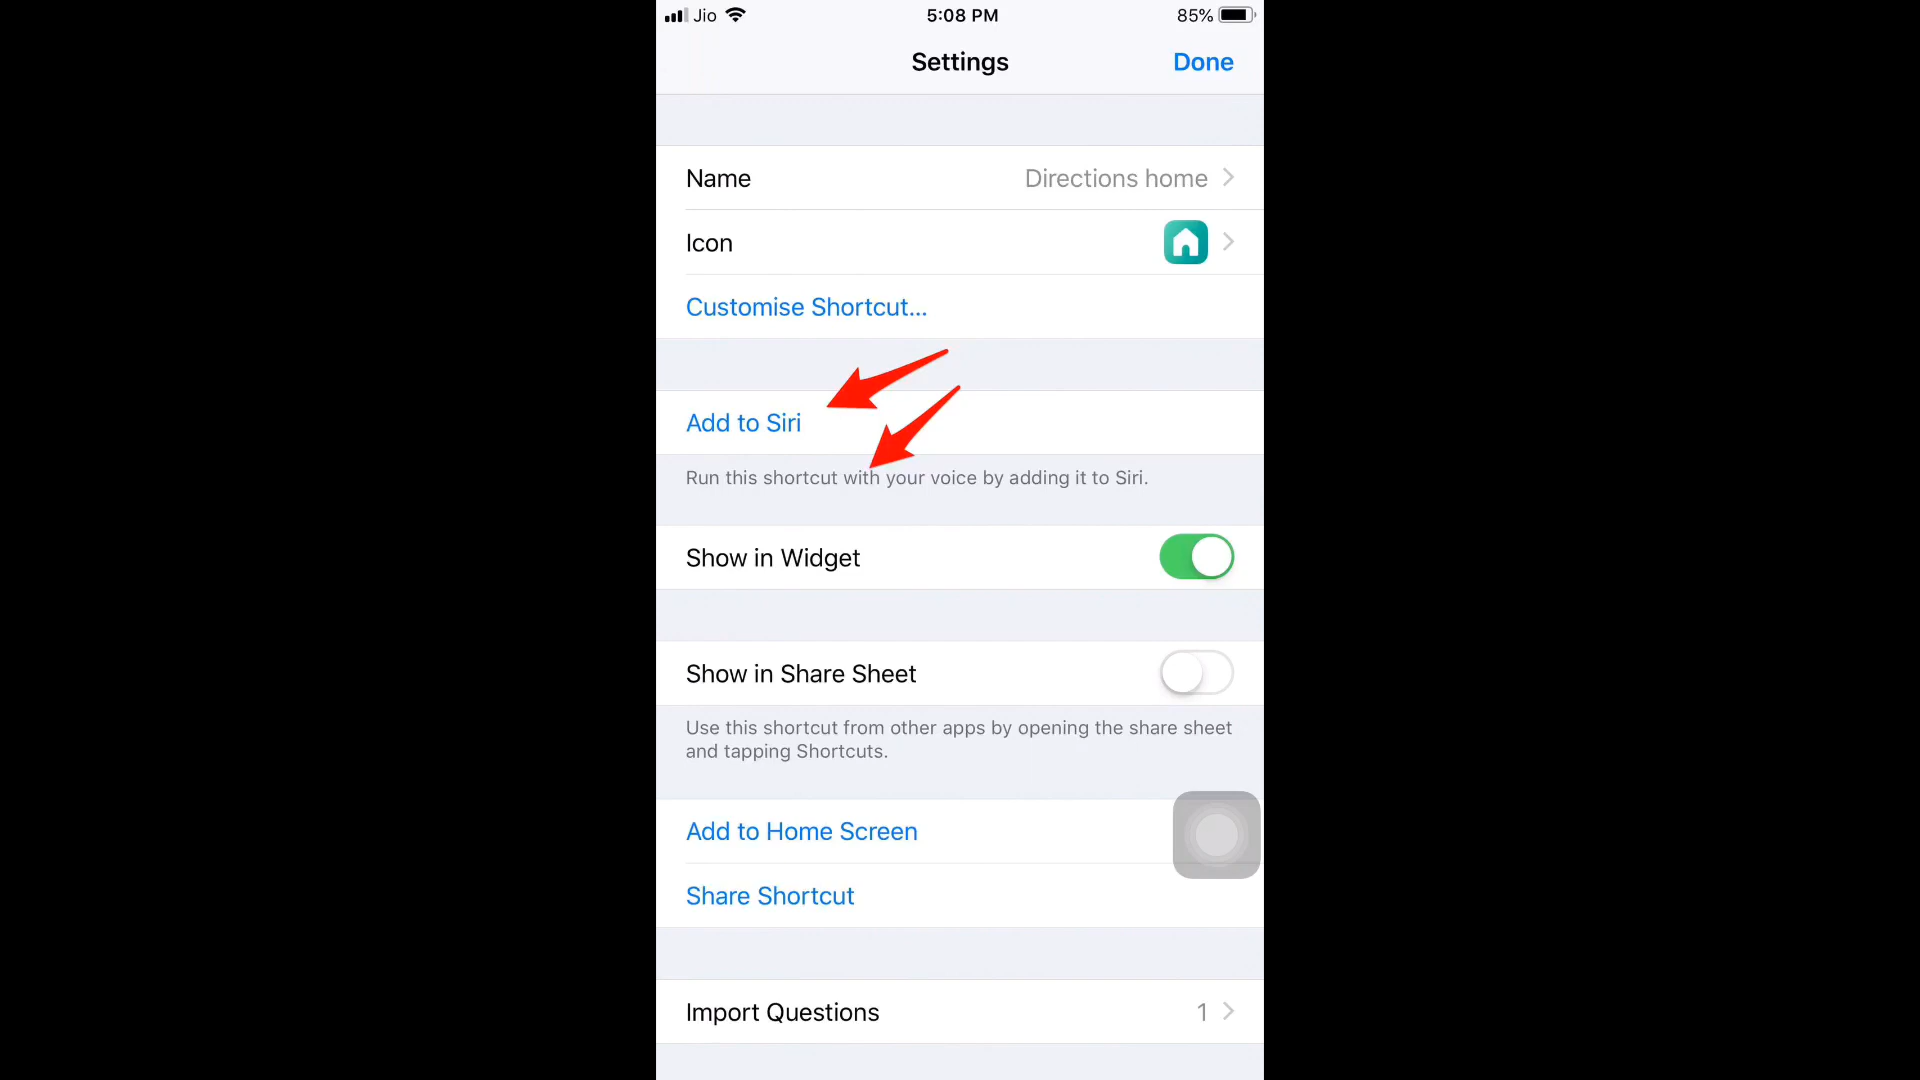 Jio 5:08 PM 85%
Settings Done
Name Directions home
Icon
Customise Shortcut...
Add to Siri
Run this shortcut with your voice by adding it to Siri.
Show in Widget
Show in Share Sheet
Use this shortcut from other apps by opening the share sheet
and tapping Shortcuts.
Add to Home Screen
Share Shortcut
Import Questions 1